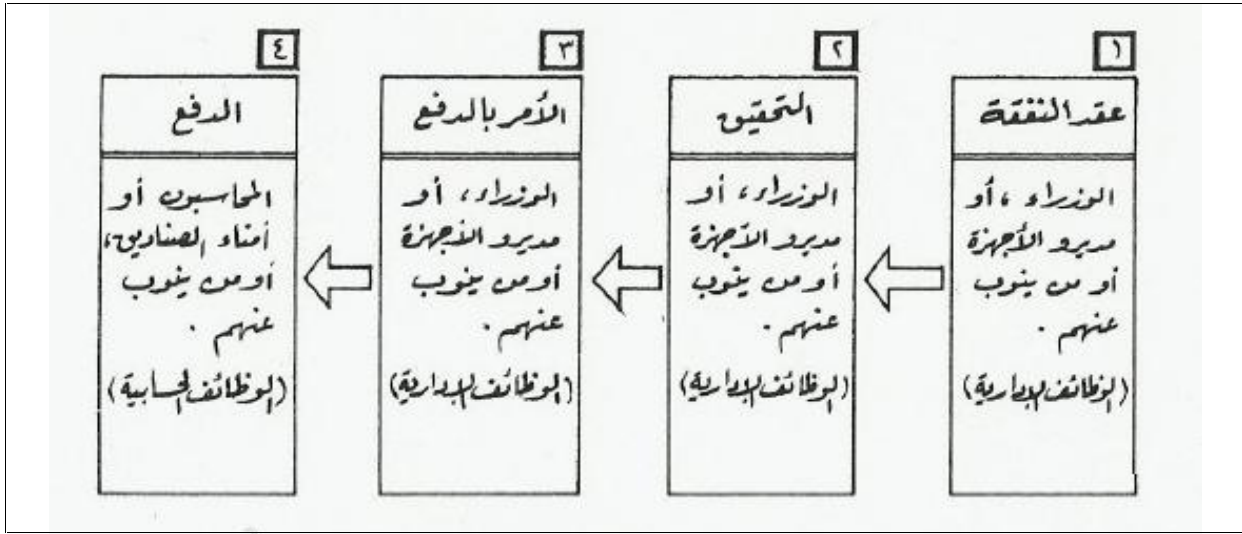 ١
عقد النفقة
الوزراء، أو
مديرو الأجهزة
أو من ينوب
عنهم .
(الوظائف الإدارية)
٢
التحقيق
الوزراء، أو
مديرو الأجهزة
أو من ينوب
عنهم .
(الوظائف الإدارية)
٣
الأمر بالدفع
الوزراء، أو
مديرو الأجهزة
أو من ينوب
عنهم .
(الوظائف الإدارية)
٤
الدفع
المحاسبون أو
أمناء الصناديق،
أو من ينوب
عنهم .
(الوظائف الحسابية)